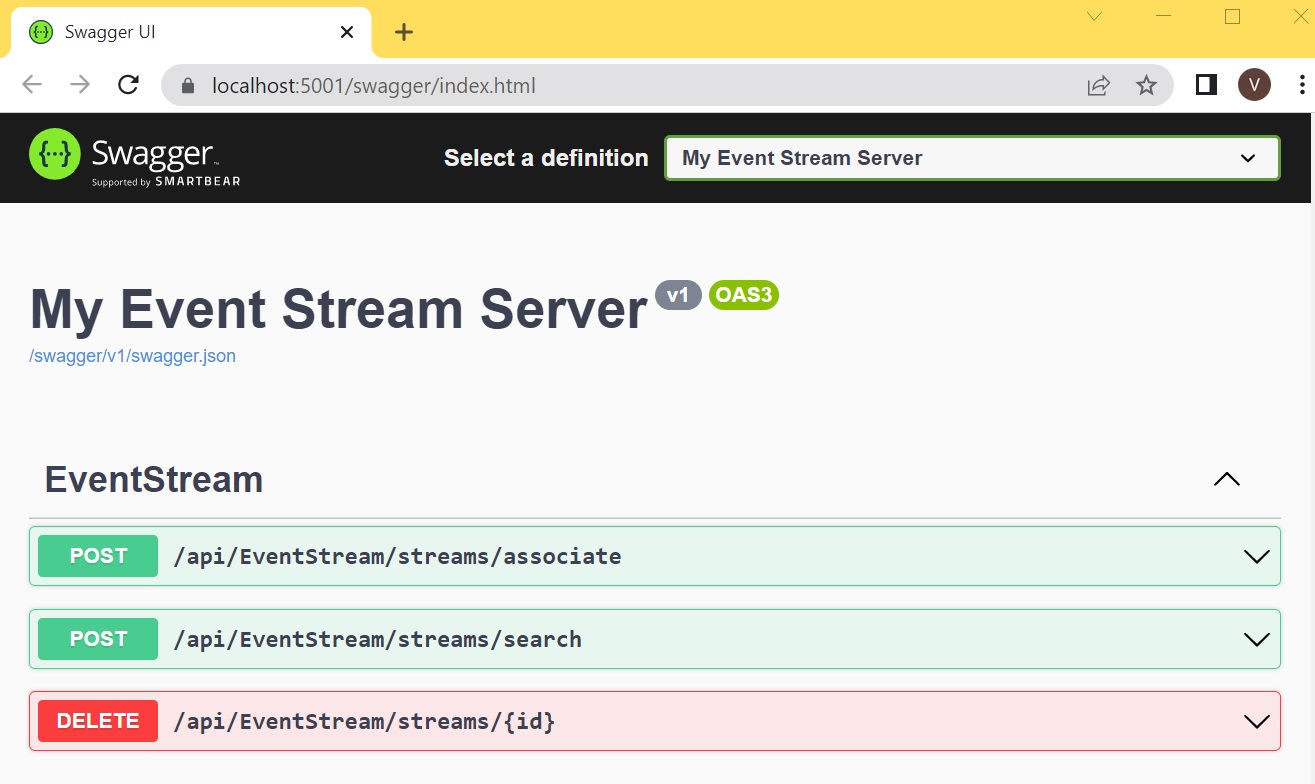 Swagger UI
localhost:5001/swagger/index.html
V
{···} Swagger™
Supported by SMARTBEAR
Select a definition
My Event Stream Server
My Event Stream Server v1 OAS3
/swagger/v1/swagger.json
EventStream
POST /api/EventStream/streams/associate
POST /api/EventStream/streams/search
DELETE /api/EventStream/streams/{id}